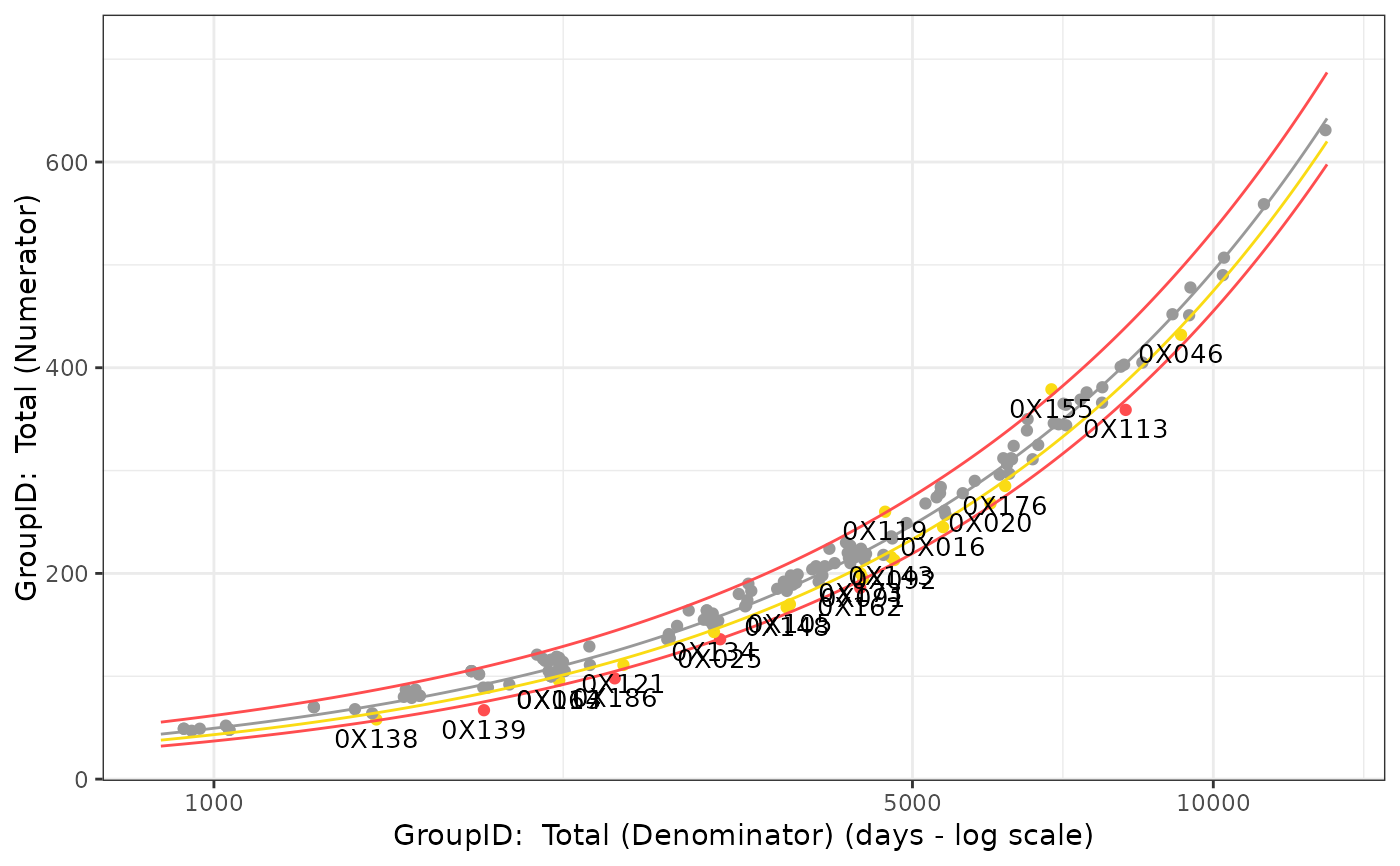 600
400
200
0
1000
5000
10000
GroupID:  Total (Numerator)
GroupID:  Total (Denominator) (days - log scale)
0X046
0X155
0X113
0X176
0X020
0X119
0X016
0X143
0X092
0X162
0X148
0X134
0X025
0X121
0X186
0X139
0X138